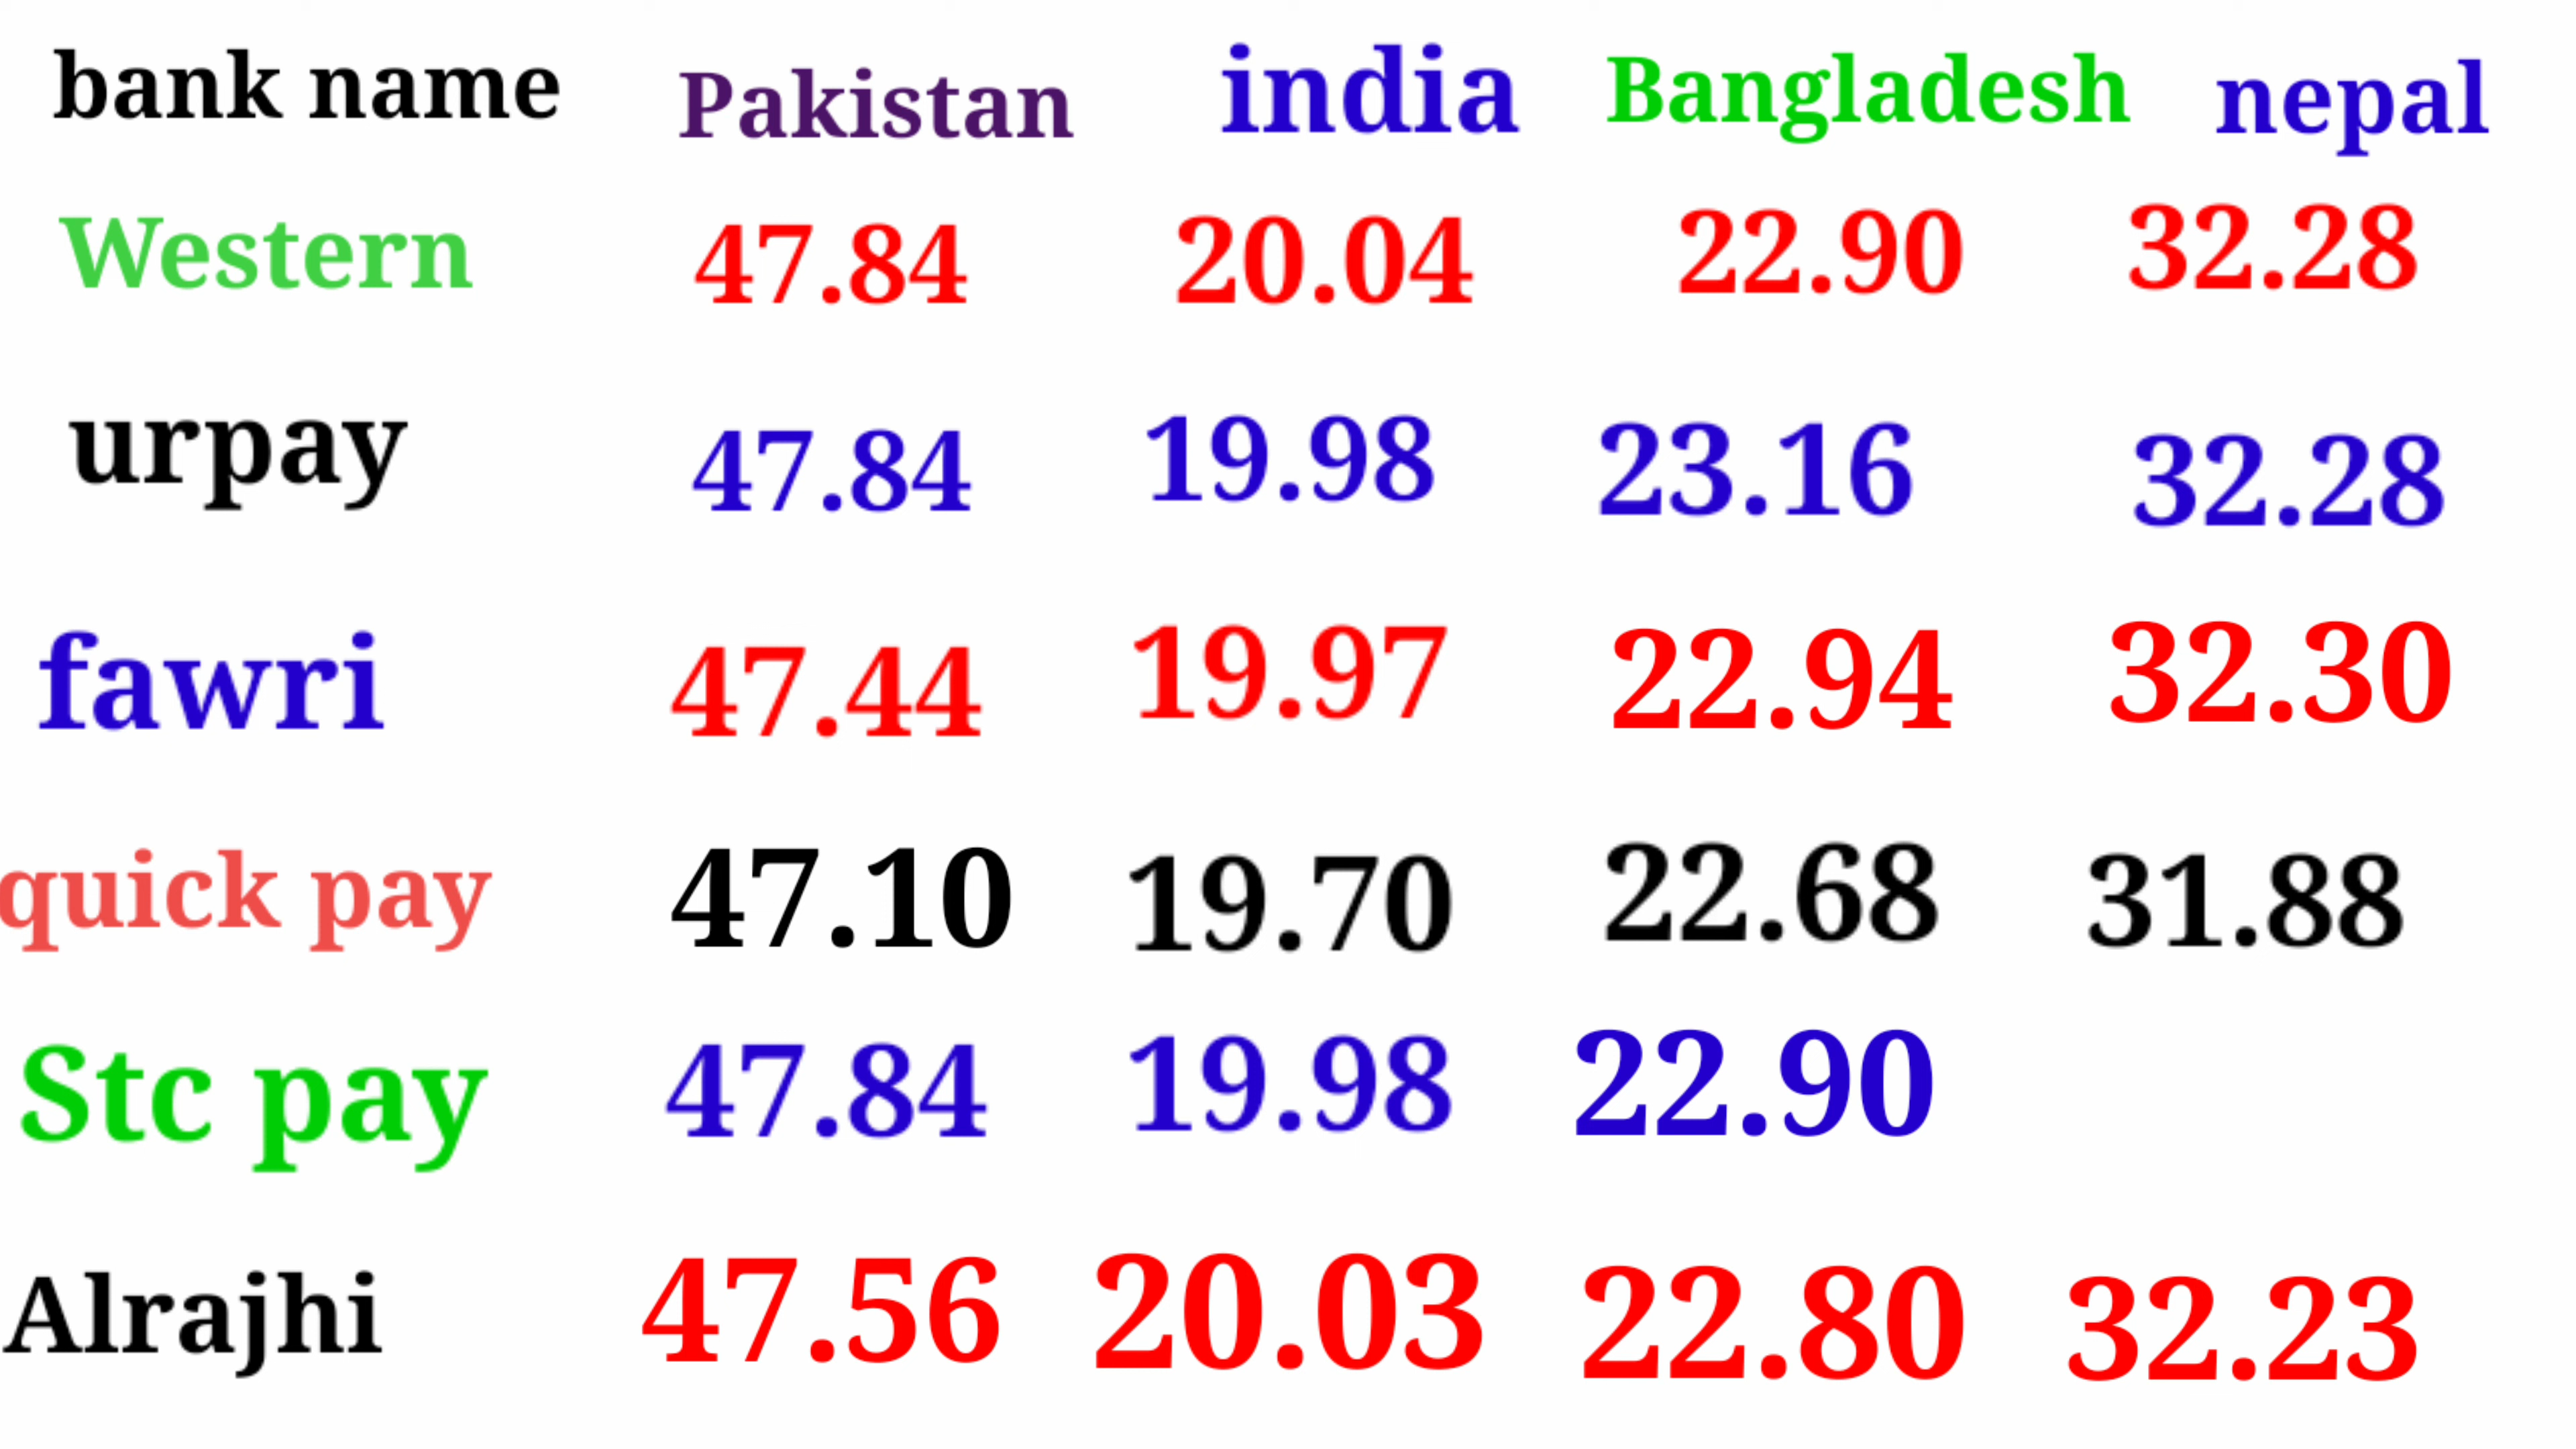 bank name Pakistan india Bangladesh nepal
Western 47.84 20.04 22.90 32.28
urpay 47.84 19.98 23.16 32.28
fawri 47.44 19.97 22.94 32.30
quick pay 47.10 19.70 22.68 31.88
Stc pay 47.84 19.98 22.90
Alrajhi 47.56 20.03 22.80 32.23